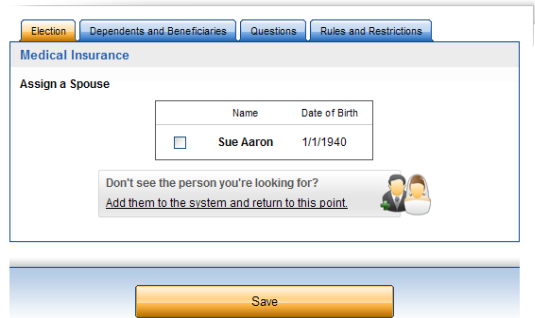 Election Dependents and Beneficiaries Questions Rules and Restrictions
Medical Insurance
Assign a Spouse
Name Date of Birth
Sue Aaron 1/1/1940
Don't see the person you're looking for?
Add them to the system and return to this point.
Save